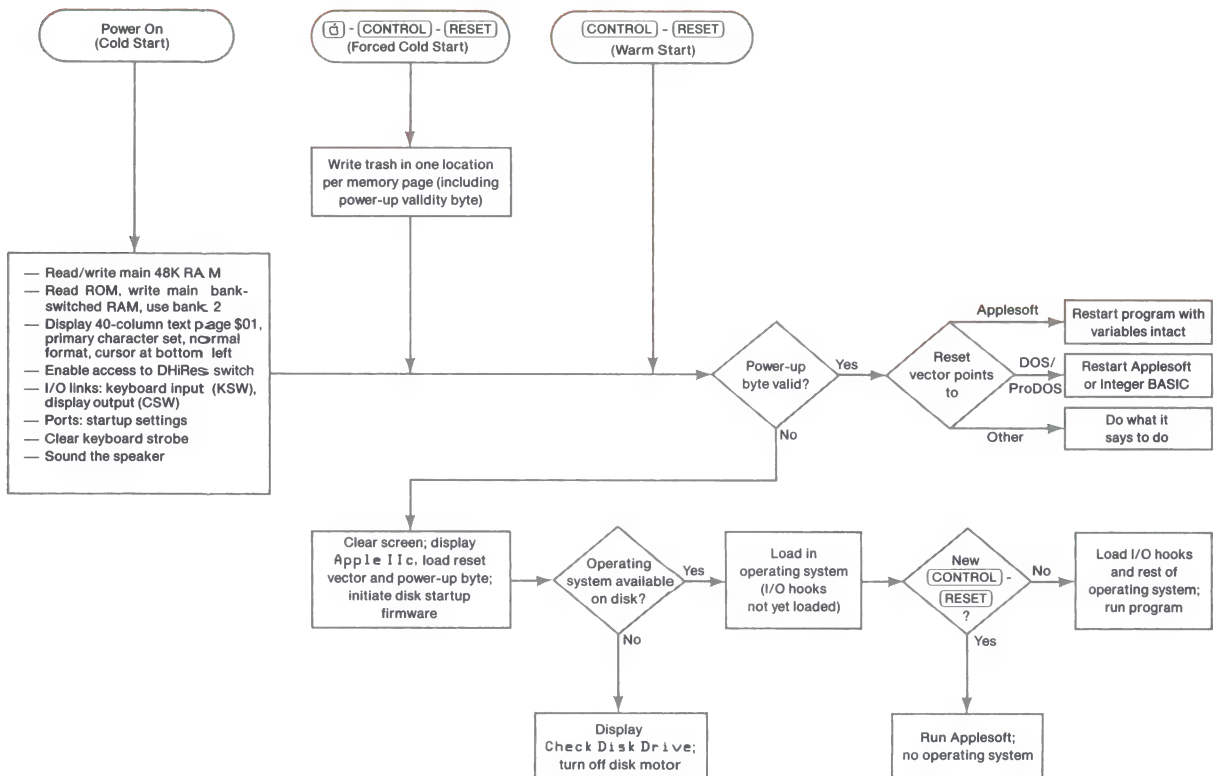 Power On
(Cold Start)
- CONTROL - RESET
(Forced Cold Start)
CONTROL - RESET
(Warm Start)
Write trash in one location
per memory page (including
power-up validity byte)
— Read/write main 48K RAM
— Read ROM, write main bank-
switched RAM, use bank 2
— Display 40-column text page $01,
primary character set, normal
format, cursor at bottom left
— Enable access to DHiRes switch
— I/O links: keyboard input (KSW),
display output (CSW)
— Ports: startup settings
— Clear keyboard strobe
— Sound the speaker
Power-up
byte valid?
Yes
No
Reset
vector points
to
Applesoft
DOS/
ProDOS
Other
Restart program with
variables intact
Restart Applesoft
or Integer BASIC
Do what it
says to do
Clear screen; display
Apple IIc, load reset
vector and power-up byte;
initiate disk startup
firmware
Operating
system available
on disk?
Yes
No
Load in
operating system
(I/O hooks
not yet loaded)
New
CONTROL -
RESET
?
No
Yes
Load I/O hooks
and rest of
operating system;
run program
Display
Check Disk Drive;
turn off disk motor
Run Applesoft;
no operating system